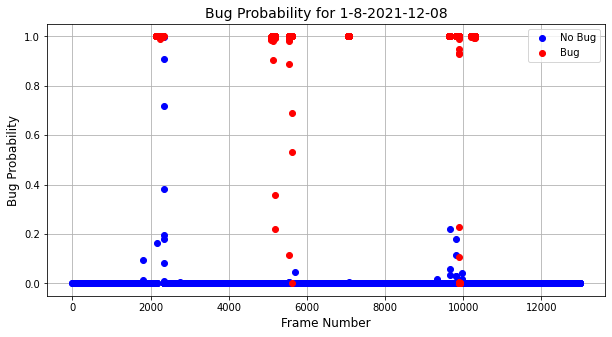 Bug Probability for 1-8-2021-12-08
Bug Probability
1.0
0.8
0.6
0.4
0.2
0.0
No Bug
Bug
0 2000 4000 6000 8000 10000 12000
Frame Number